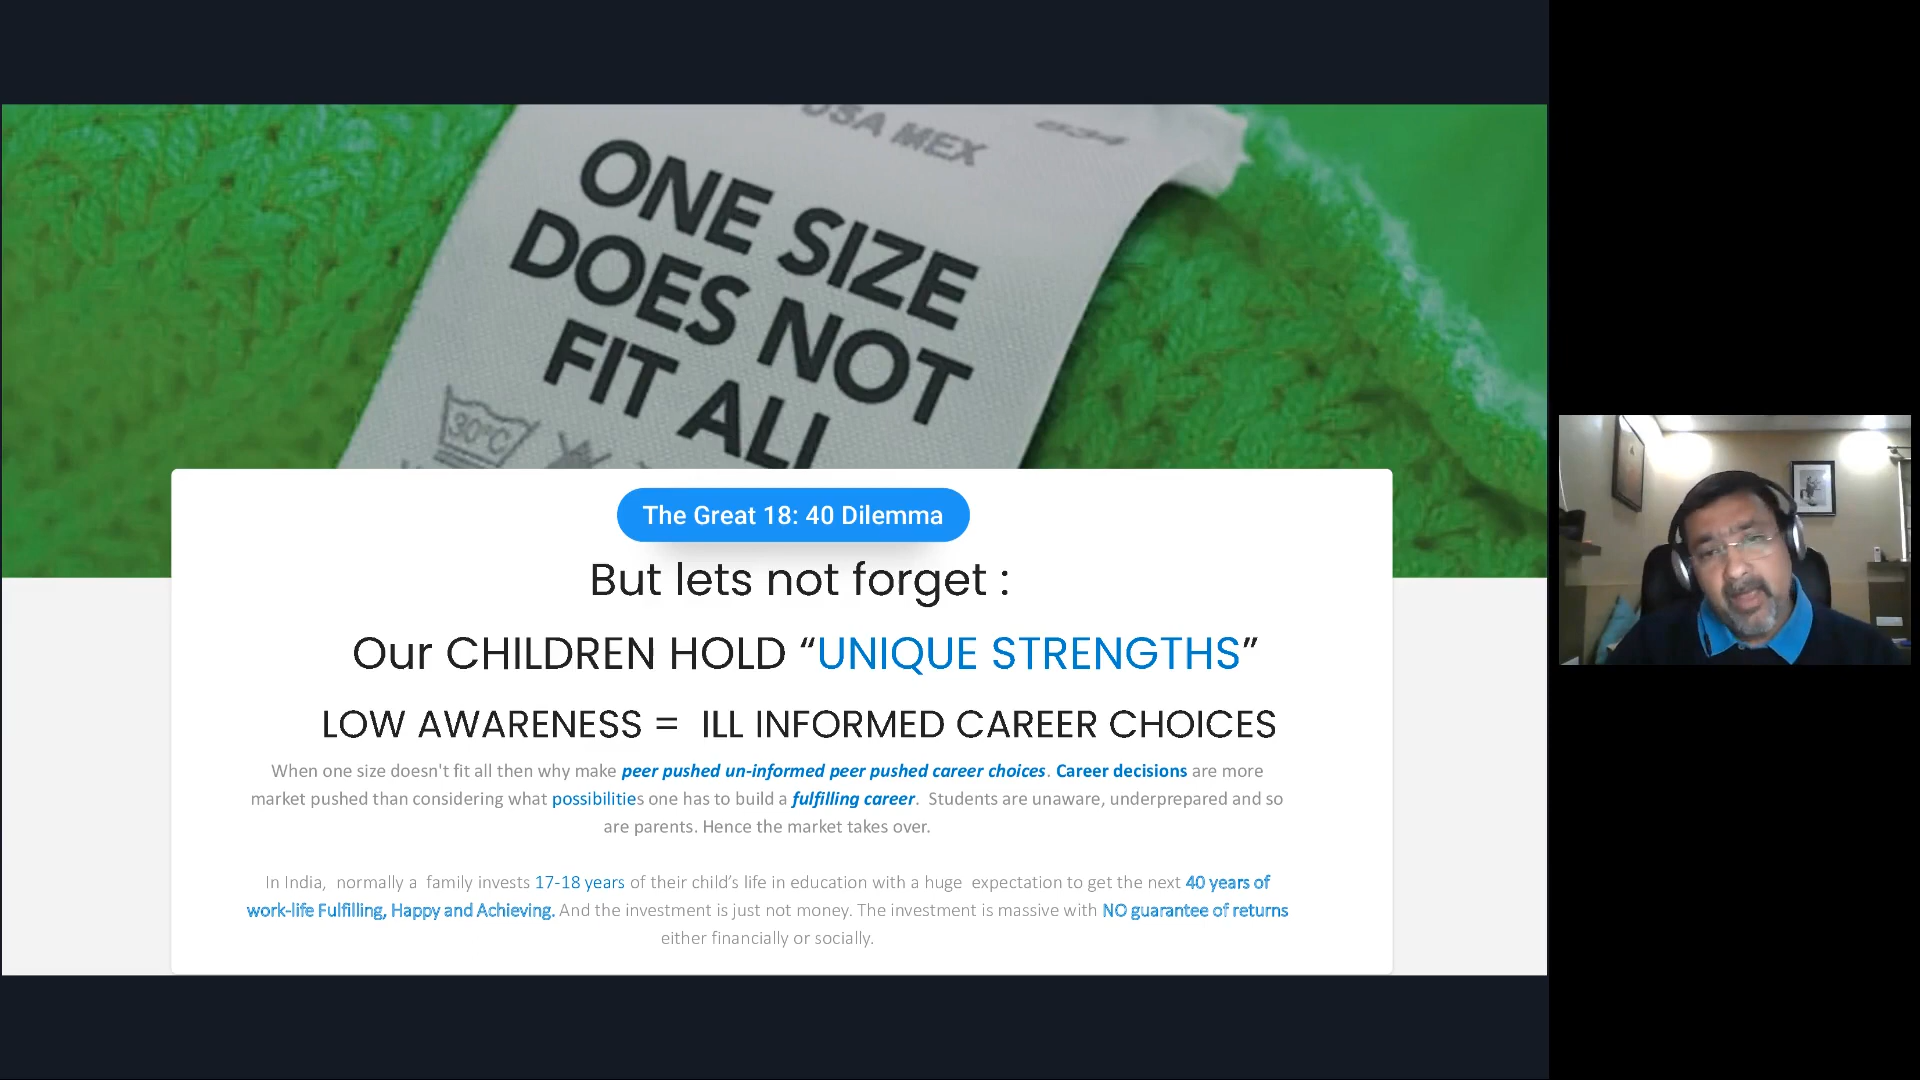 USA MEX
ONE SIZE
DOES NOT
FIT ALL
30°C
The Great 18: 40 Dilemma
But lets not forget :
Our CHILDREN HOLD “UNIQUE STRENGTHS”
LOW AWARENESS = ILL INFORMED CAREER CHOICES
When one size doesn't fit all then why make peer pushed un-informed peer pushed career choices. Career decisions are more
market pushed than considering what possibilities one has to build a fulfilling career. Students are unaware, underprepared and so
are parents. Hence the market takes over.
In India, normally a family invests 17-18 years of their child’s life in education with a huge expectation to get the next 40 years of
work-life Fulfilling, Happy and Achieving. And the investment is just not money. The investment is massive with NO guarantee of returns
either financially or socially.